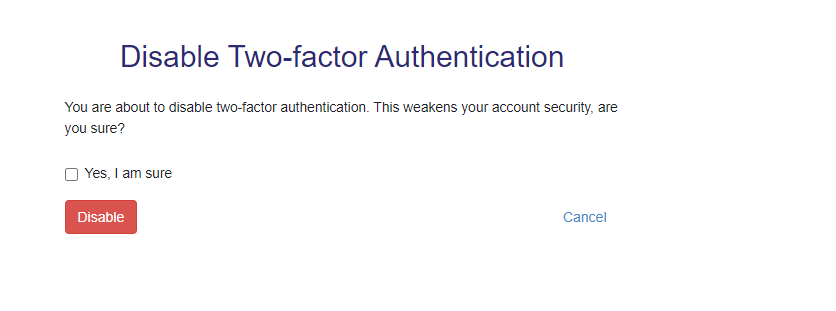 Disable Two-factor Authentication
You are about to disable two-factor authentication. This weakens your account security, are
you sure?
Yes, I am sure
Disable
Cancel